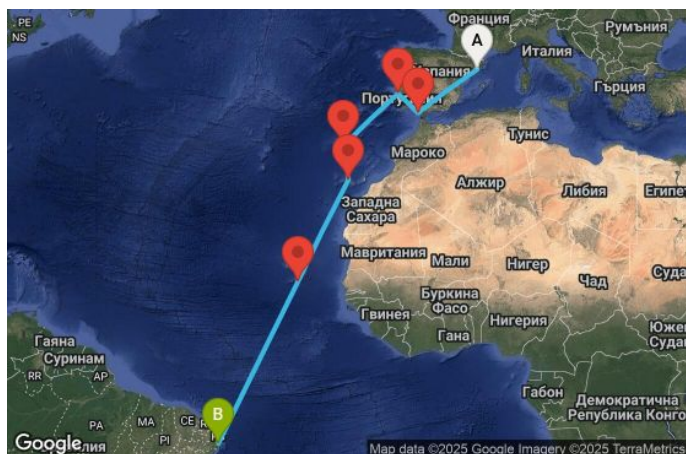 PE
NS
Франция
Румъния
A
Испания
Италия
Гърция
Португалия
Тунис
Мароко
Алжир
Либия
Египет
Западна
Сахара
Мавритания
Мали
Нигер
Чад
Суда
Буркина
Фасо
Гвинея
Нигерия
Гана
Южен
Судан
Гаяна
Суринам
RR
AP
Габон
Демократична
Република Конго
B
PA
MA
CE
PI
Google
Map data ©2025 Google Imagery ©2025 TerraMetrics